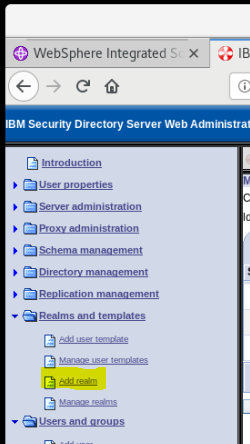 WebSphere Integrated So
IB
IBM Security Directory Server Web Administrat
Introduction
User properties
Server administration
Proxy administration
Schema management
Directory management
Replication management
Realms and templates
Add user template
Manage user templates
Add realm
Manage realms
Users and groups
Add user